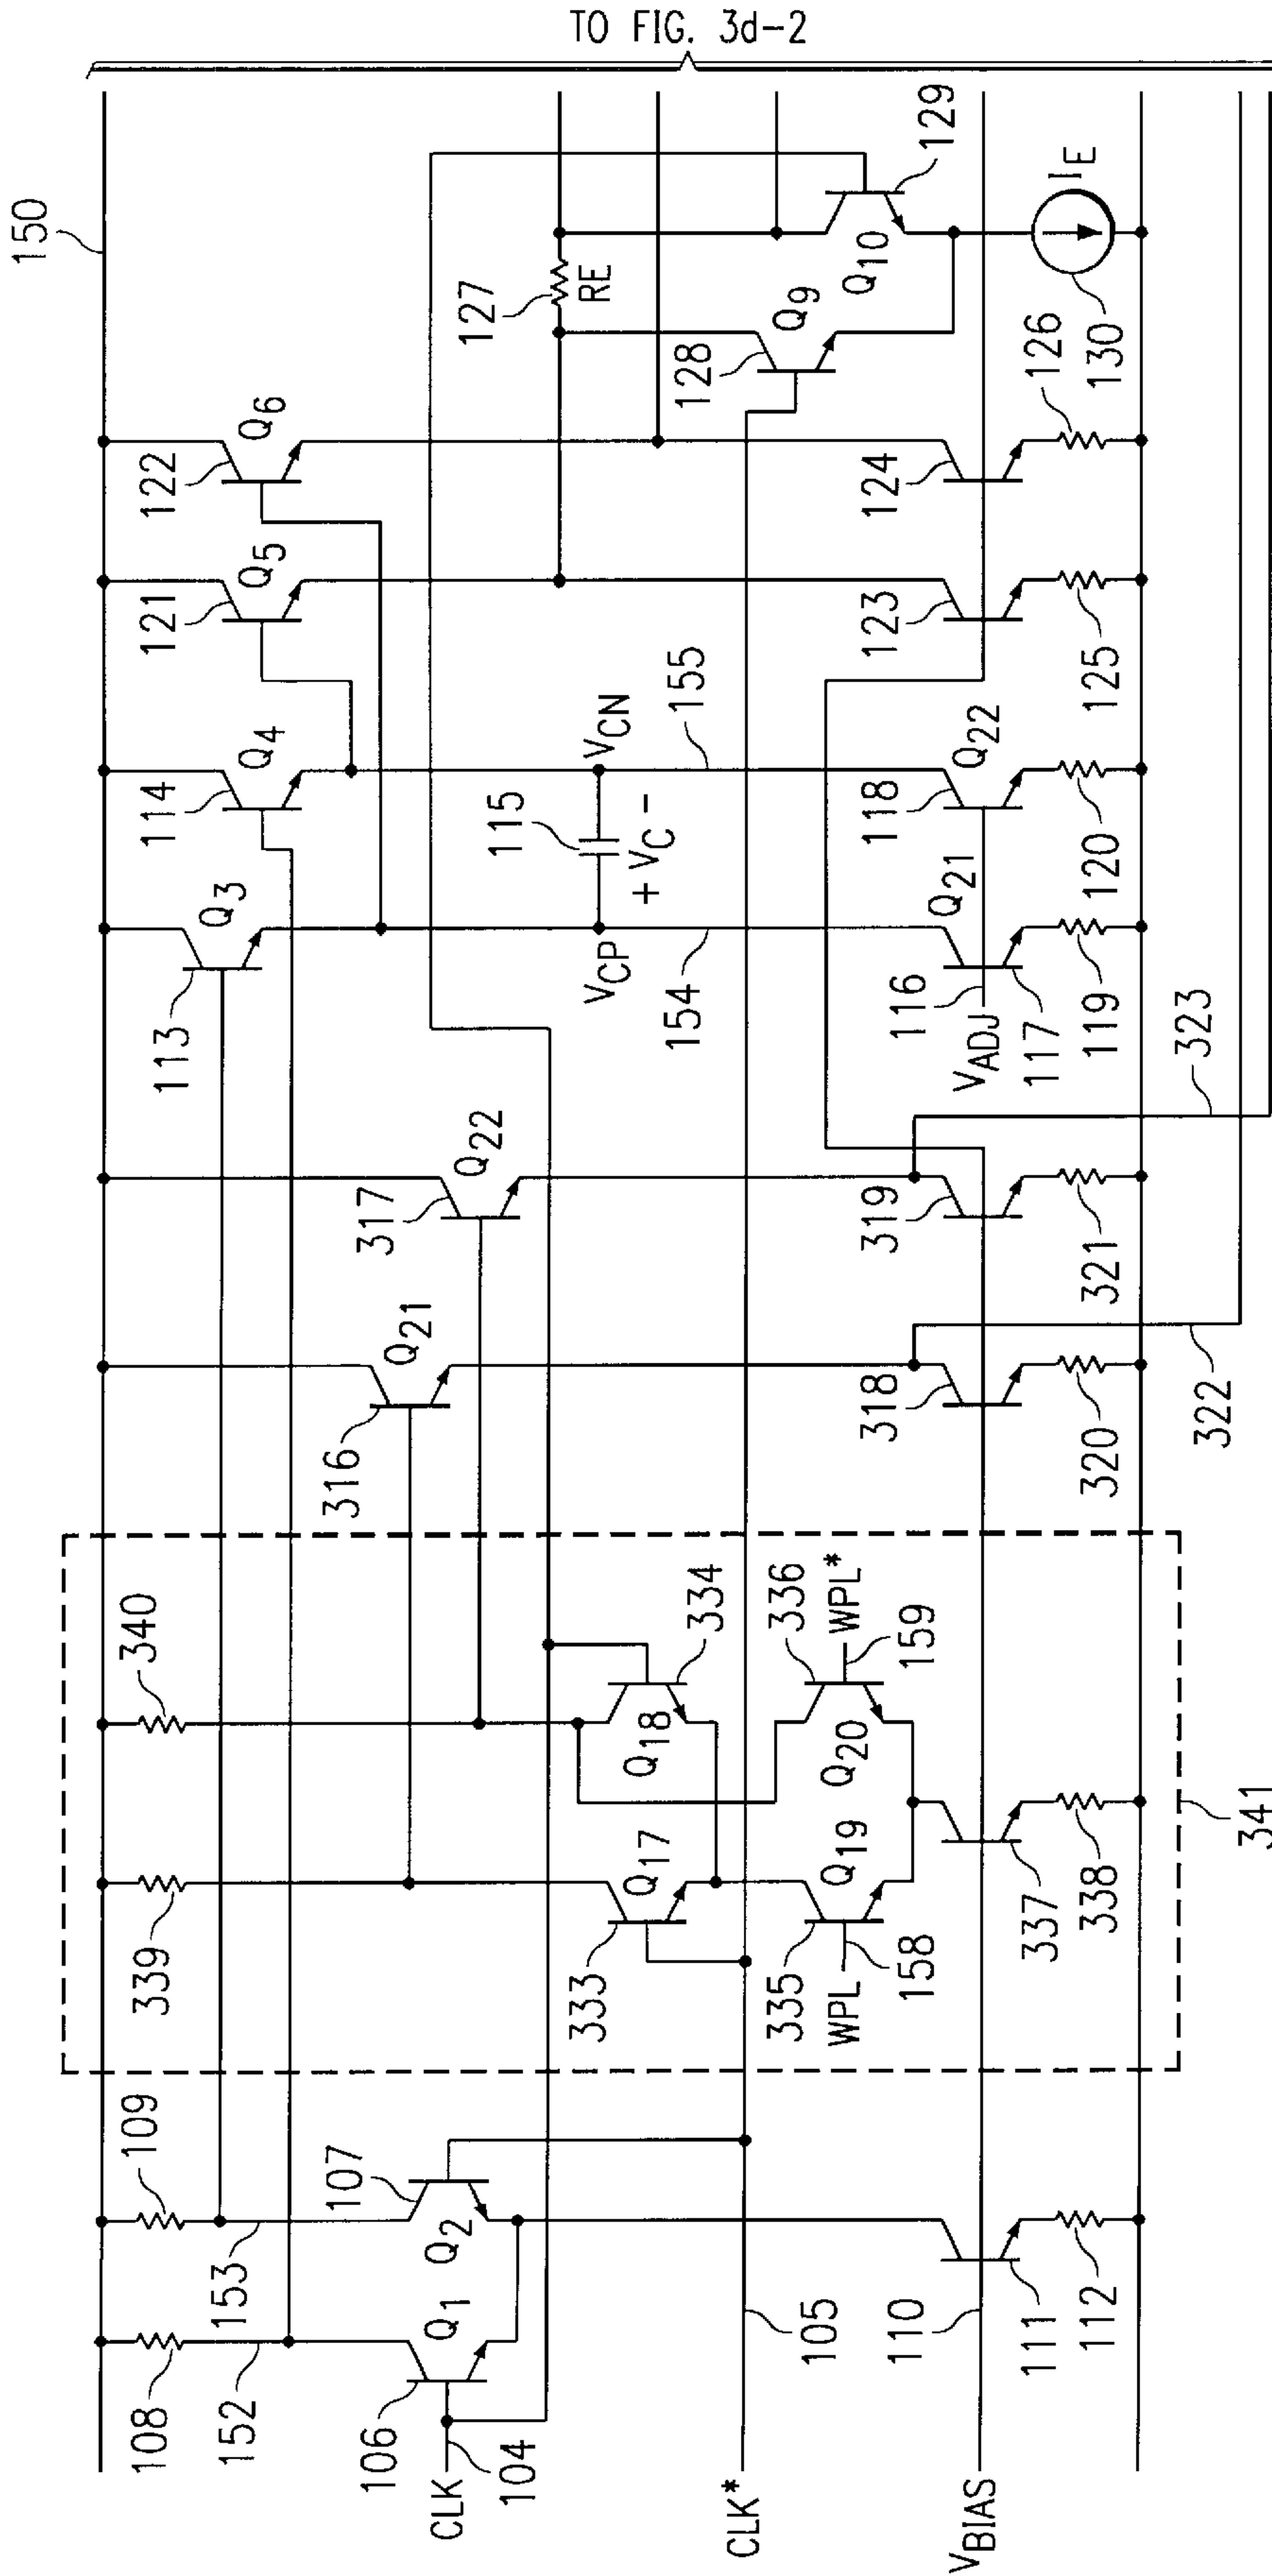 TO FIG. 3d-2
150
108
152
153
109
106
Q1
107
Q2
CLK
104
CLK*
105
VBIAS
110
111
112
339
340
333
Q17
Q18
334
335
WPL
158
Q19
Q20
336
WPL*
159
337
338
341
316
Q21
317
Q22
318
319
320
321
322
323
113
Q3
114
Q4
115
VCP
+ VC -
VCN
154
155
VADJ
116
117
Q21
118
Q22
119
120
121
Q5
122
Q6
123
124
125
126
127
RE
128
Q9
Q10
129
IE
130